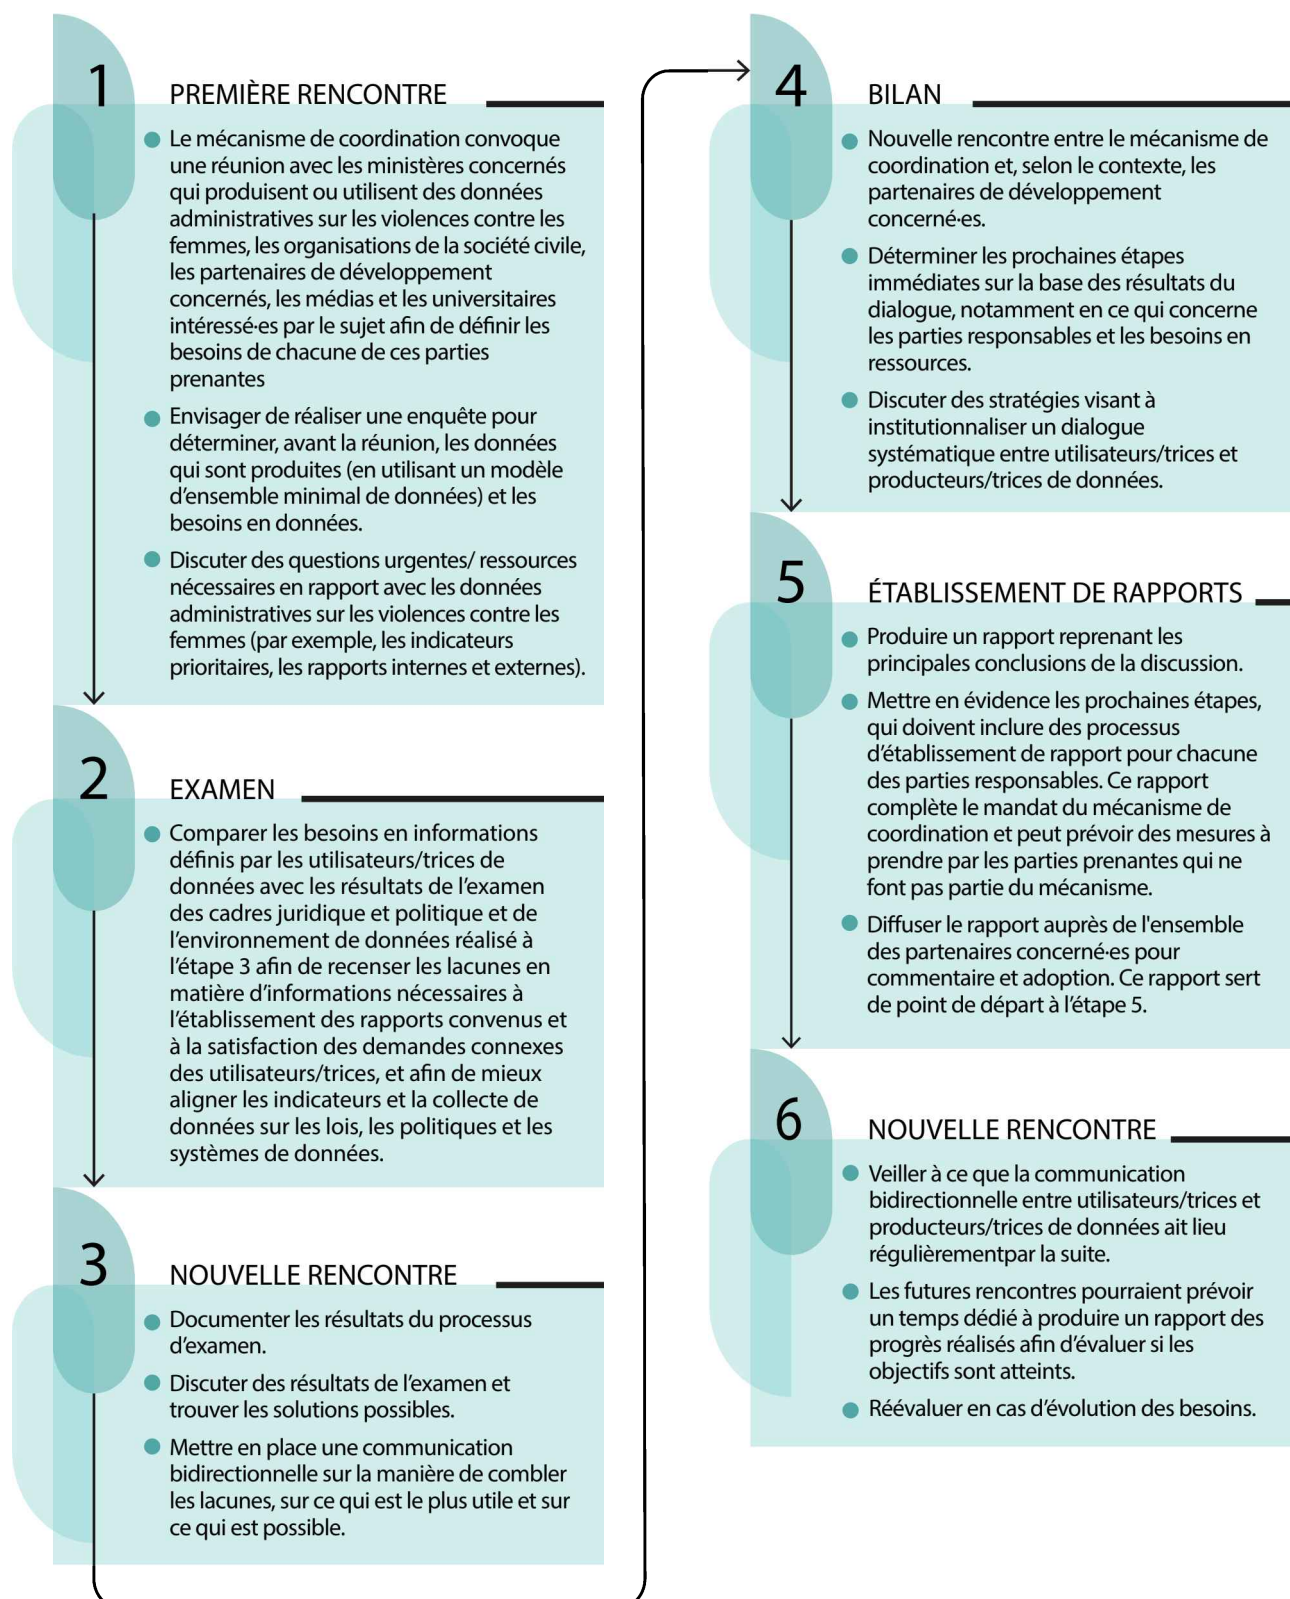 1
PREMIÈRE RENCONTRE
Le mécanisme de coordination convoque
une réunion avec les ministères concernés
qui produisent ou utilisent des données
administratives sur les violences contre les
femmes, les organisations de la société civile,
les partenaires de développement
concernés, les médias et les universitaires
intéressé·es par le sujet afin de définir les
besoins de chacune de ces parties
prenantes
Envisager de réaliser une enquête pour
déterminer, avant la réunion, les données
qui sont produites (en utilisant un modèle
d’ensemble minimal de données) et les
besoins en données.
Discuter des questions urgentes/ ressources
nécessaires en rapport avec les données
administratives sur les violences contre les
femmes (par exemple, les indicateurs
prioritaires, les rapports internes et externes).
2
EXAMEN
Comparer les besoins en informations
définis par les utilisateurs/trices de
données avec les résultats de l’examen
des cadres juridique et politique et de
l’environnement de données réalisé à
l’étape 3 afin de recenser les lacunes en
matière d’informations nécessaires à
l’établissement des rapports convenus et
à la satisfaction des demandes connexes
des utilisateurs/trices, et afin de mieux
aligner les indicateurs et la collecte de
données sur les lois, les politiques et les
systèmes de données.
3
NOUVELLE RENCONTRE
Documenter les résultats du processus
d’examen.
Discuter des résultats de l’examen et
trouver les solutions possibles.
Mettre en place une communication
bidirectionnelle sur la manière de combler
les lacunes, sur ce qui est le plus utile et sur
ce qui est possible.
4
BILAN
Nouvelle rencontre entre le mécanisme de
coordination et, selon le contexte, les
partenaires de développement
concerné·es.
Déterminer les prochaines étapes
immédiates sur la base des résultats du
dialogue, notamment en ce qui concerne
les parties responsables et les besoins en
ressources.
Discuter des stratégies visant à
institutionnaliser un dialogue
systématique entre utilisateurs/trices et
producteurs/trices de données.
5
ÉTABLISSEMENT DE RAPPORTS
Produire un rapport reprenant les
principales conclusions de la discussion.
Mettre en évidence les prochaines étapes,
qui doivent inclure des processus
d’établissement de rapport pour chacune
des parties responsables. Ce rapport
complète le mandat du mécanisme de
coordination et peut prévoir des mesures à
prendre par les parties prenantes qui ne
font pas partie du mécanisme.
Diffuser le rapport auprès de l'ensemble
des partenaires concerné·es pour
commentaire et adoption. Ce rapport sert
de point de départ à l’étape 5.
6
NOUVELLE RENCONTRE
Veiller à ce que la communication
bidirectionnelle entre utilisateurs/trices et
producteurs/trices de données ait lieu
régulièrementpar la suite.
Les futures rencontres pourraient prévoir
un temps dédié à produire un rapport des
progrès réalisés afin d’évaluer si les
objectifs sont atteints.
Réévaluer en cas d’évolution des besoins.